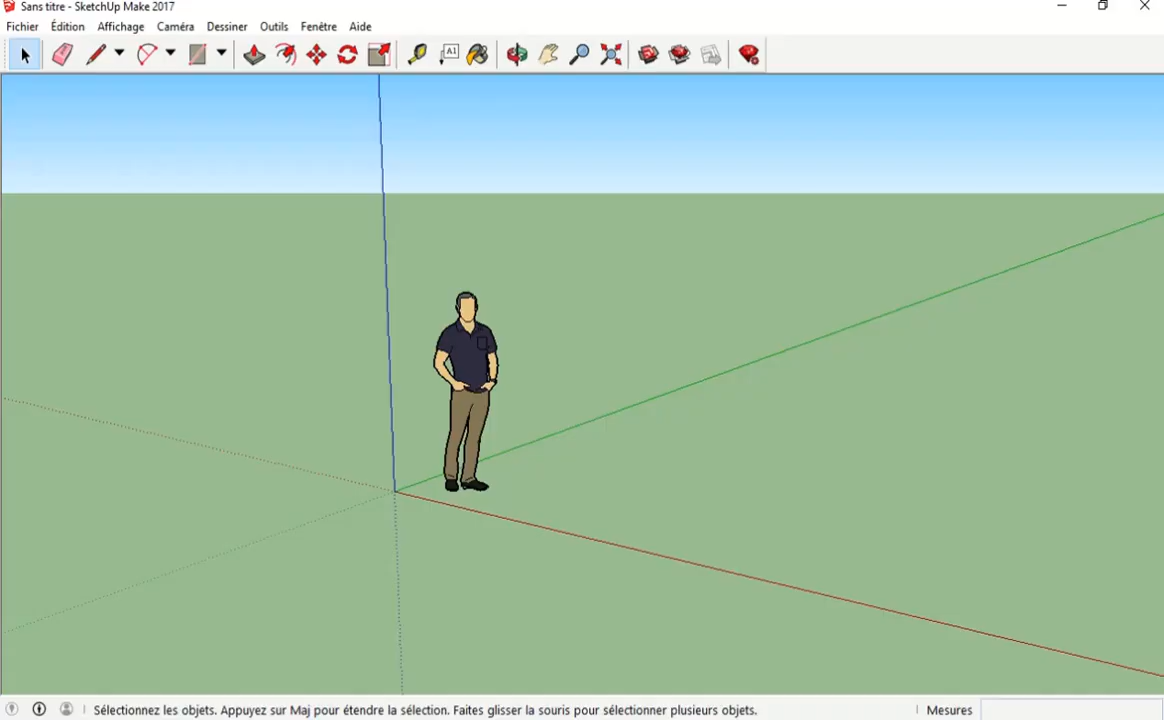 Sans titre - SketchUp Make 2017
Fichier Édition Affichage Caméra Dessiner Outils Fenêtre Aide
A1
Sélectionnez les objets. Appuyez sur Maj pour étendre la sélection. Faites glisser la souris pour sélectionner plusieurs objets. Mesures